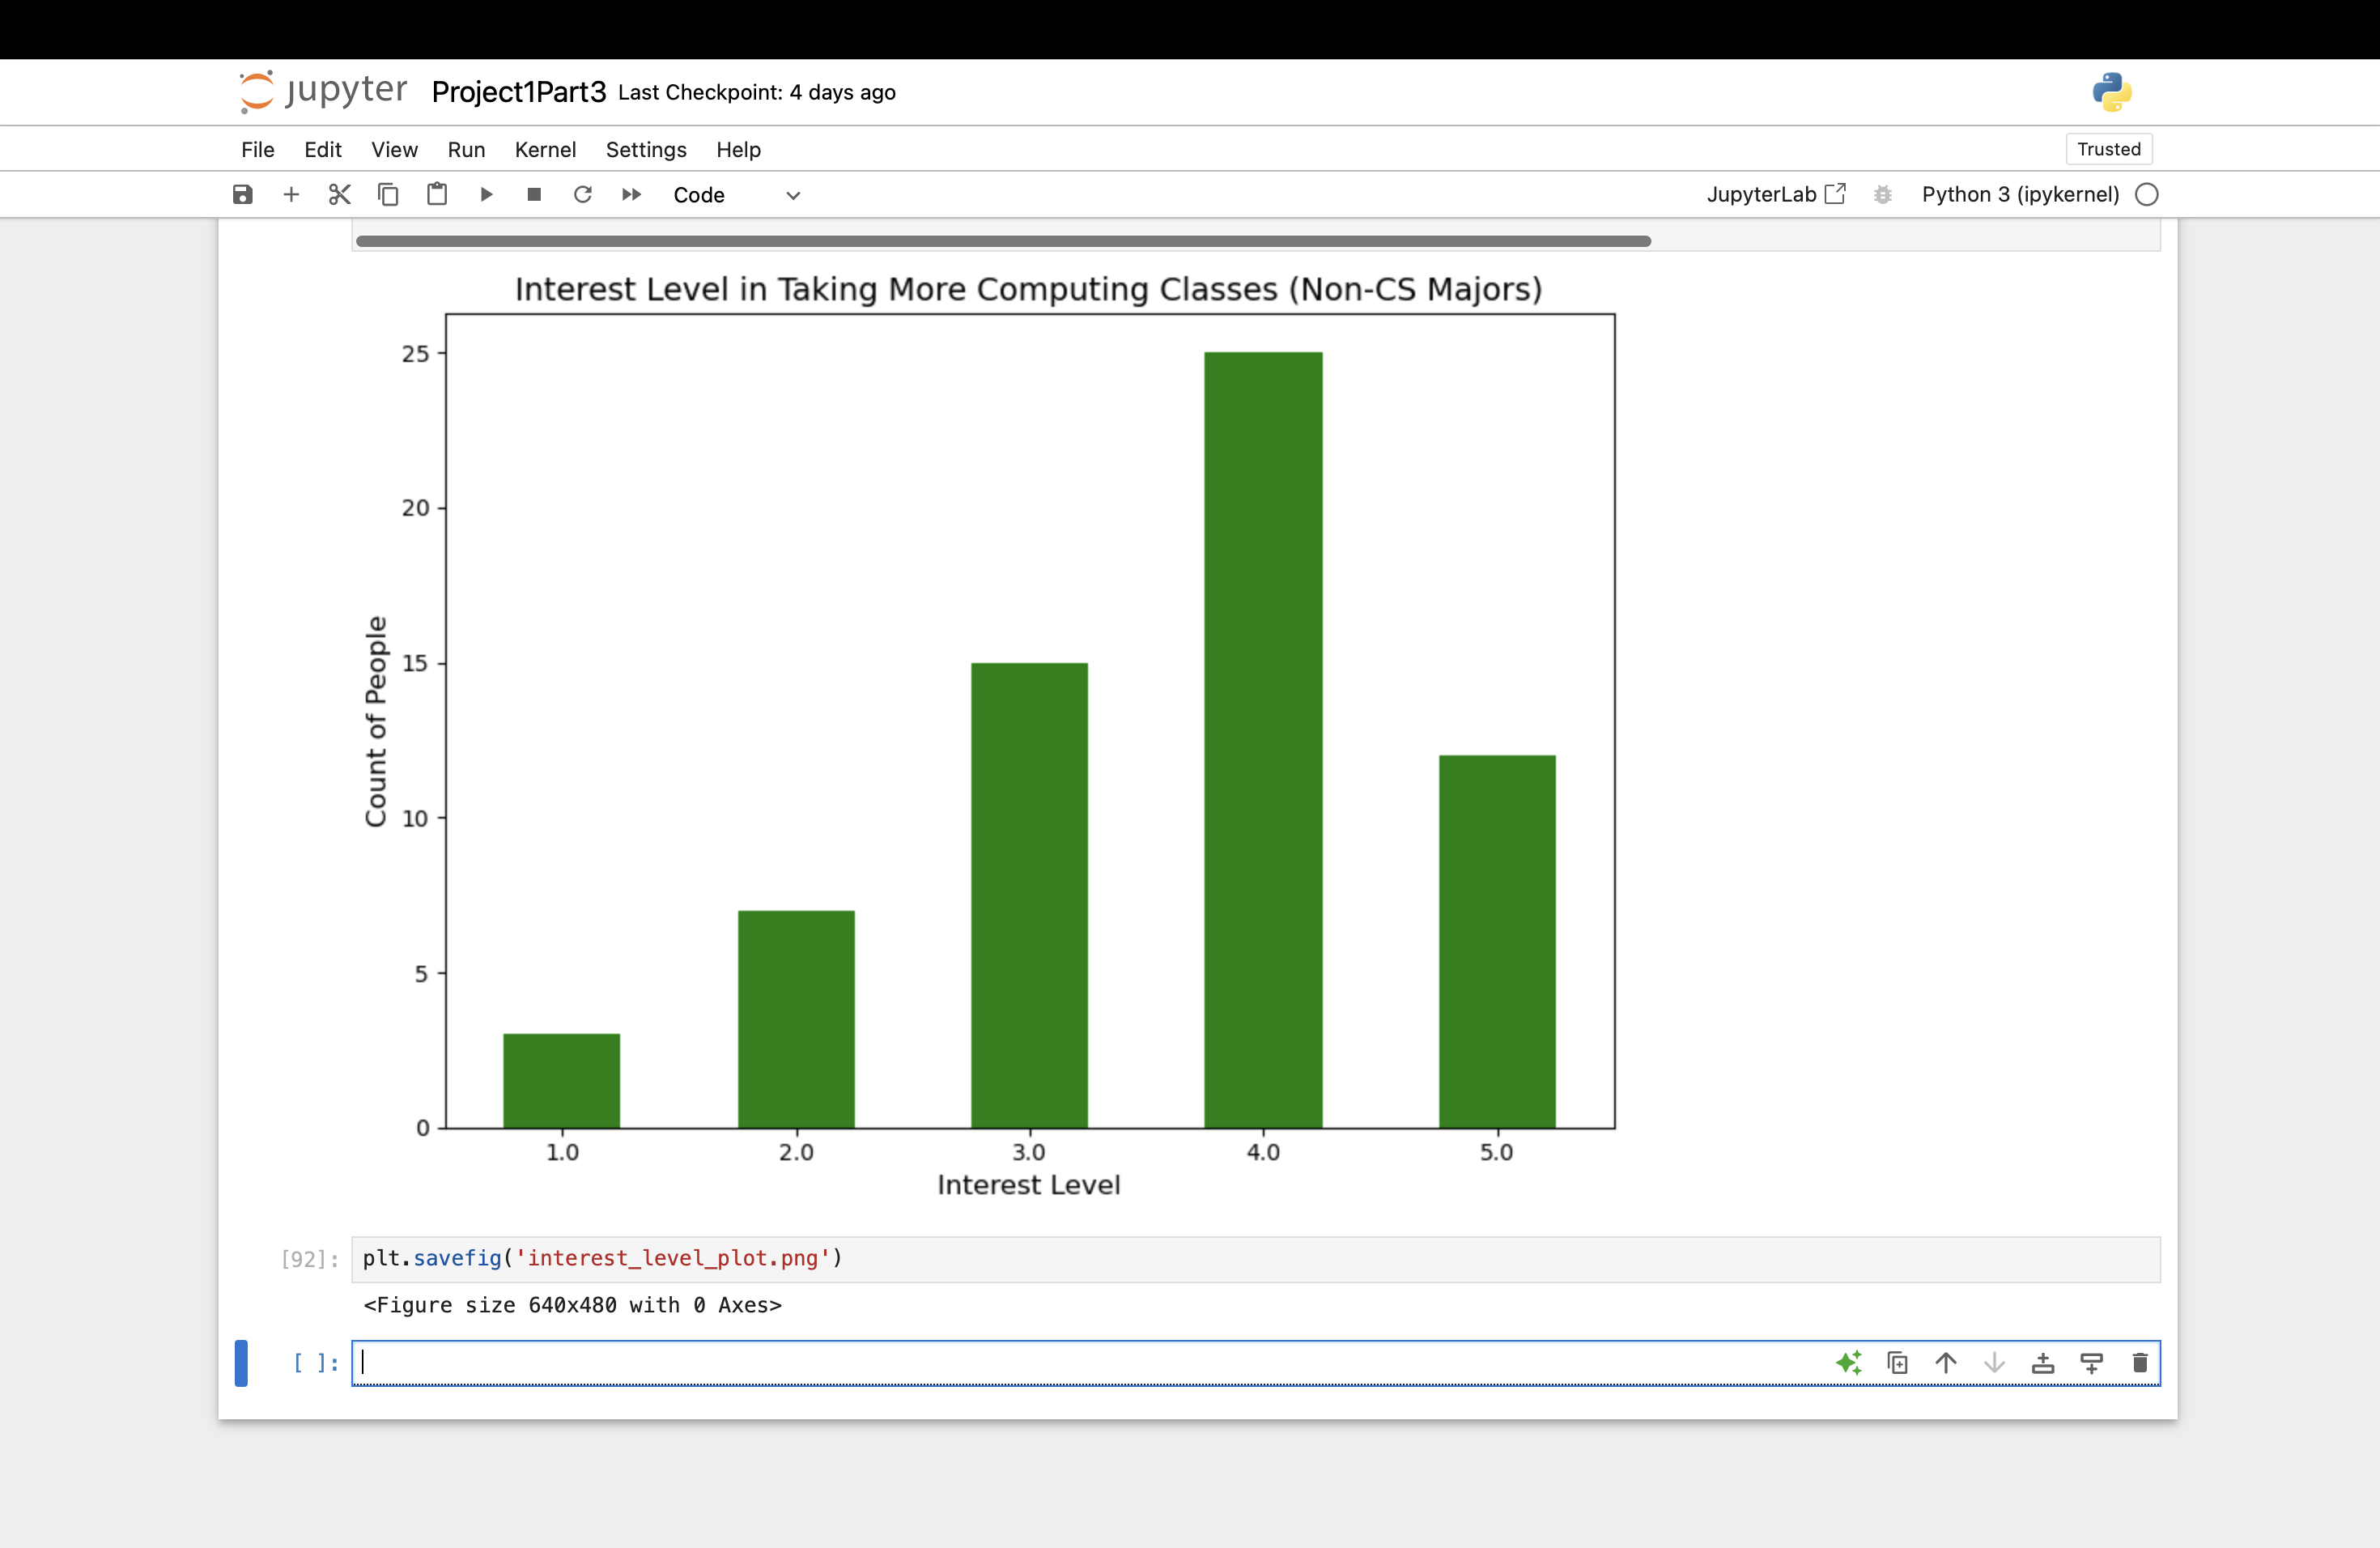 jupyter Project1Part3 Last Checkpoint: 4 days ago
File Edit View Run Kernel Settings Help Trusted
Code JupyterLab Python 3 (ipykernel)
Interest Level in Taking More Computing Classes (Non-CS Majors)
25
20
15
10
5
0
Count of People
1.0 2.0 3.0 4.0 5.0
Interest Level
[92]: plt.savefig('interest_level_plot.png')
<Figure size 640x480 with 0 Axes>
[ ]: